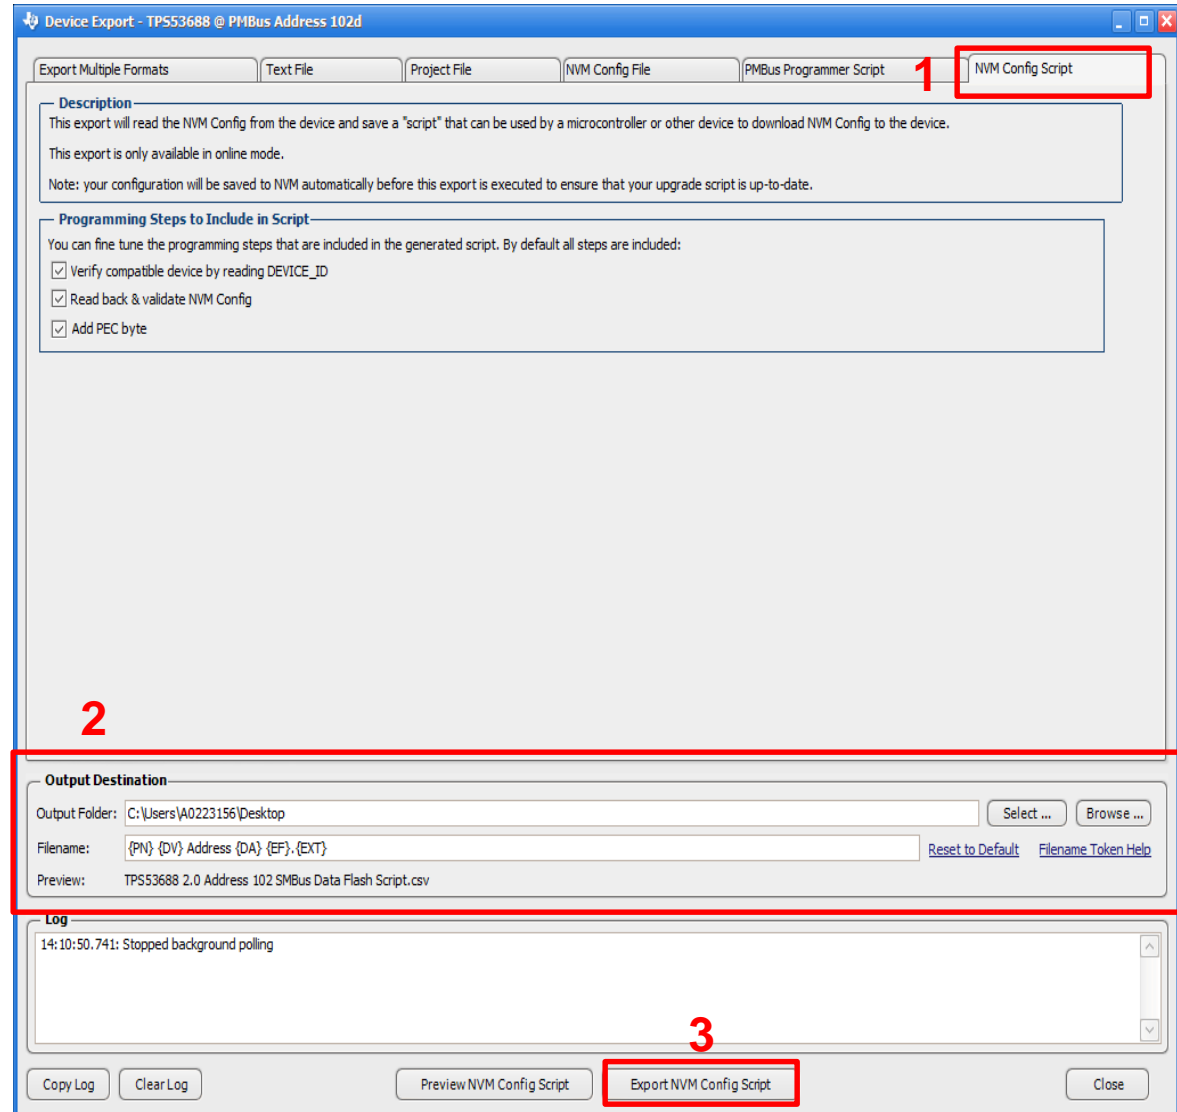 Device Export - TPS53688 @ PMBus Address 102d
Export Multiple Formats
Text File
Project File
NVM Config File
PMBus Programmer Script
1
NVM Config Script
Description
This export will read the NVM Config from the device and save a "script" that can be used by a microcontroller or other device to download NVM Config to the device.
This export is only available in online mode.
Note: your configuration will be saved to NVM automatically before this export is executed to ensure that your upgrade script is up-to-date.
Programming Steps to Include in Script
You can fine tune the programming steps that are included in the generated script. By default all steps are included:
Verify compatible device by reading DEVICE_ID
Read back & validate NVM Config
Add PEC byte
2
Output Destination
Output Folder: C:\Users\A0223156\Desktop Select ... Browse ...
Filename: {PN} {DV} Address {DA} {EF}.{EXT} Reset to Default Filename Token Help
Preview: TPS53688 2.0 Address 102 SMBus Data Flash Script.csv
Log
14:10:50.741: Stopped background polling
3
Copy Log Clear Log Preview NVM Config Script Export NVM Config Script Close